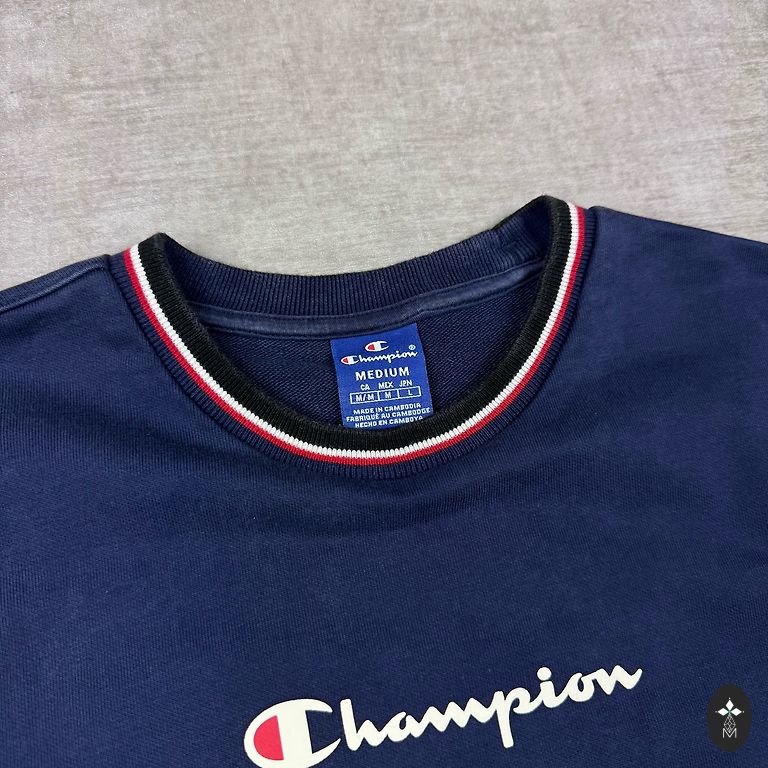 Champion®
MEDIUM
CA MEX JPN
M/M M L
MADE IN CAMBODIA
FABRIQUÉ AU CAMBODGE
HECHO EN CAMBOYA
Champion
M